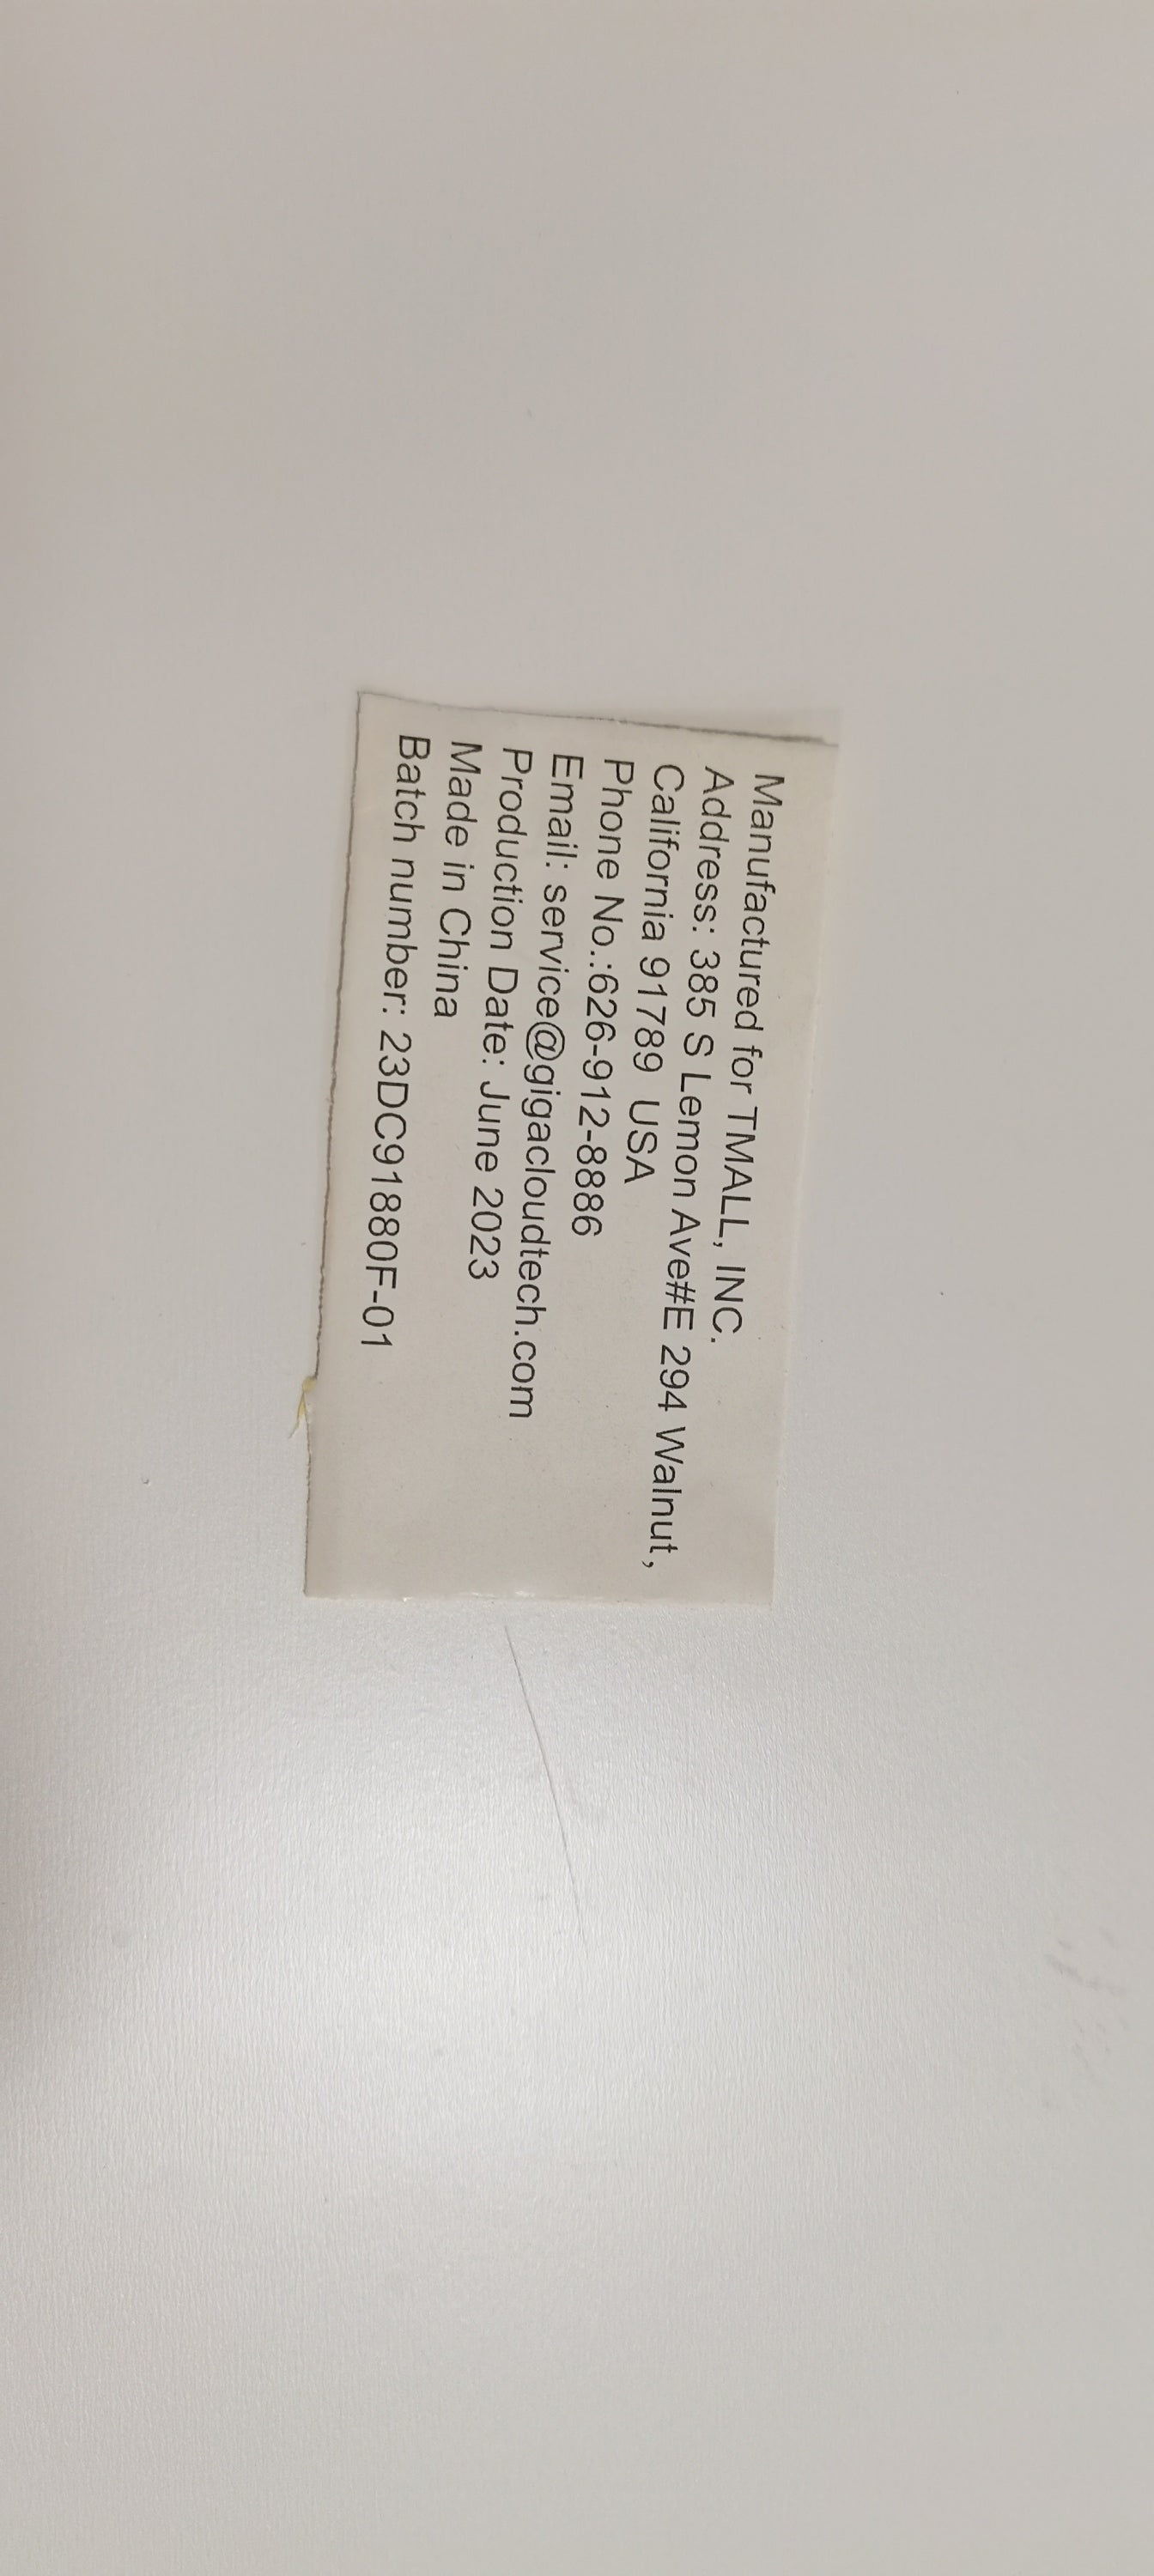 Manufactured for TMALL, INC.
Address: 385 S Lemon Ave#E 294 Walnut,
California 91789 USA
Phone No.:626-912-8886
Email: service@gigacloudtech.com
Production Date: June 2023
Made in China
Batch number: 23DC91880F-01